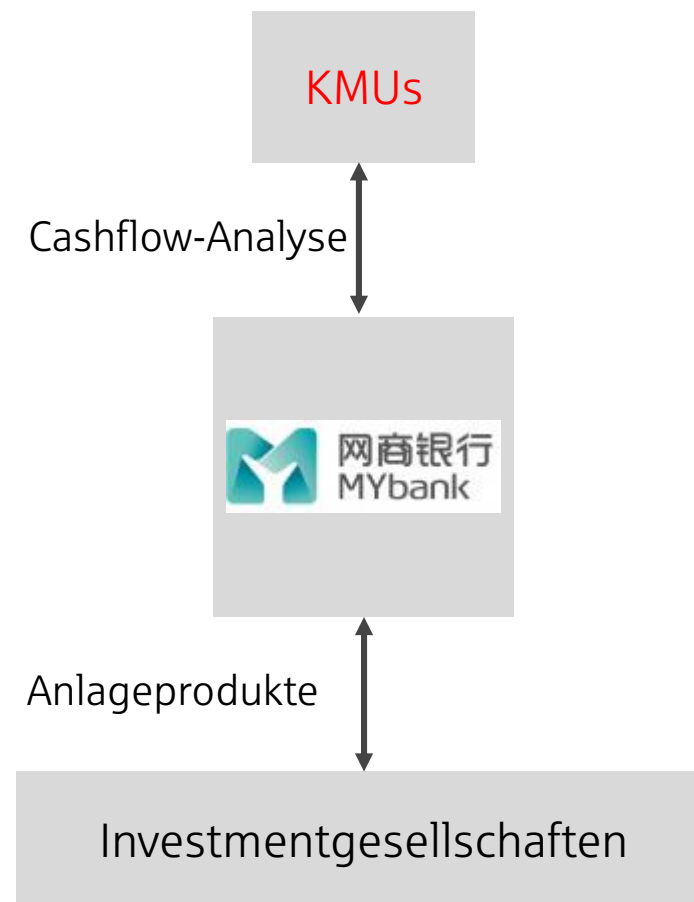 KMUs
Cashflow-Analyse
网商银行
MYbank
Anlageprodukte
Investmentgesellschaften